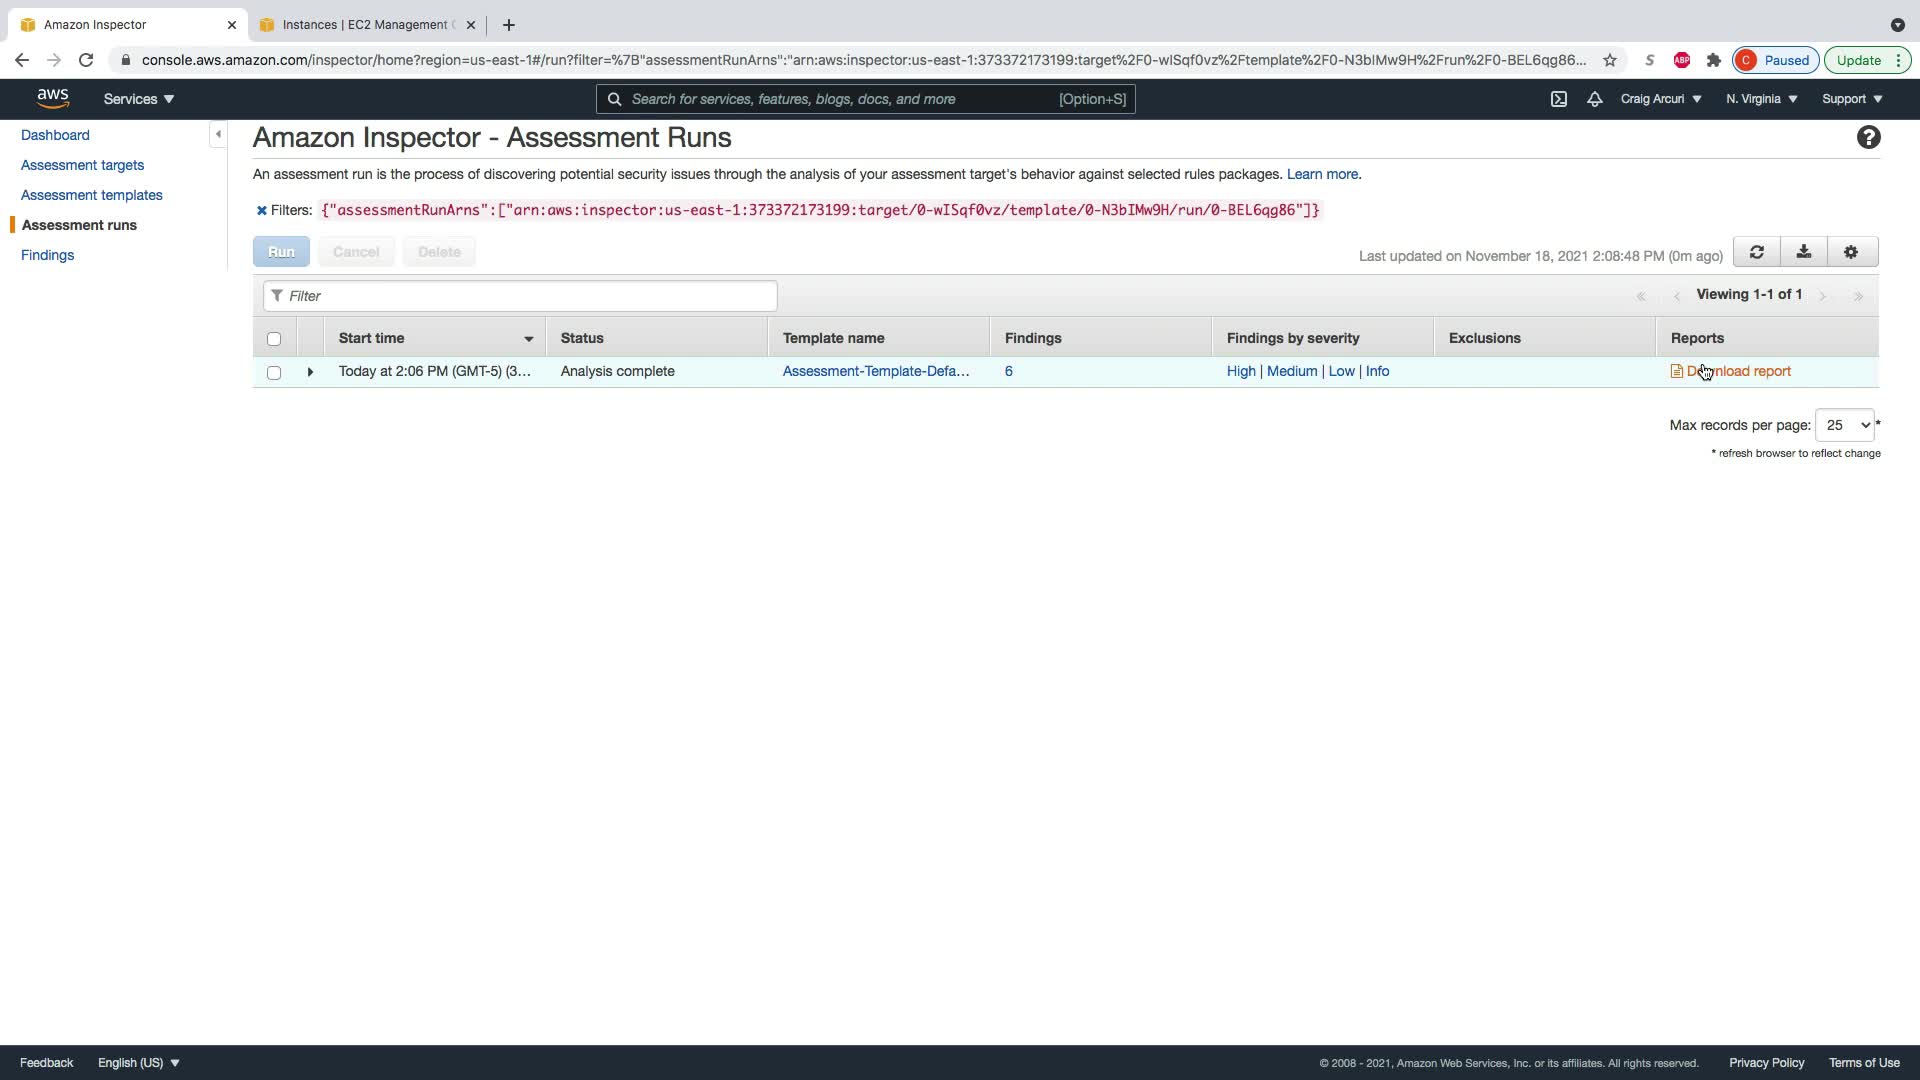 Amazon Inspector
Instances | EC2 Management
console.aws.amazon.com/inspector/home?region=us-east-1#/run?filter=%7B"assessmentRunArns":"arn:aws:inspector:us-east-1:373372173199:target%2F0-wISqf0vz%2Ftemplate%2F0-N3bIMw9H%2Frun%2F0-BEL6qg86...
S
ABP
C Paused
Update
aws
Services
Search for services, features, blogs, docs, and more [Option+S]
Craig Arcuri
N. Virginia
Support
Dashboard
Assessment targets
Assessment templates
Assessment runs
Findings
Amazon Inspector - Assessment Runs
An assessment run is the process of discovering potential security issues through the analysis of your assessment target's behavior against selected rules packages. Learn more.
Filters: {"assessmentRunArns":["arn:aws:inspector:us-east-1:373372173199:target/0-wISqf0vz/template/0-N3bIMw9H/run/0-BEL6qg86"]}
Run Cancel Delete
Last updated on November 18, 2021 2:08:48 PM (0m ago)
Filter
Viewing 1-1 of 1
Start time Status Template name Findings Findings by severity Exclusions Reports
Today at 2:06 PM (GMT-5) (3... Analysis complete Assessment-Template-Defa... 6 High | Medium | Low | Info Download report
Max records per page: 25 *
* refresh browser to reflect change
Feedback
English (US)
© 2008 - 2021, Amazon Web Services, Inc. or its affiliates. All rights reserved.
Privacy Policy
Terms of Use